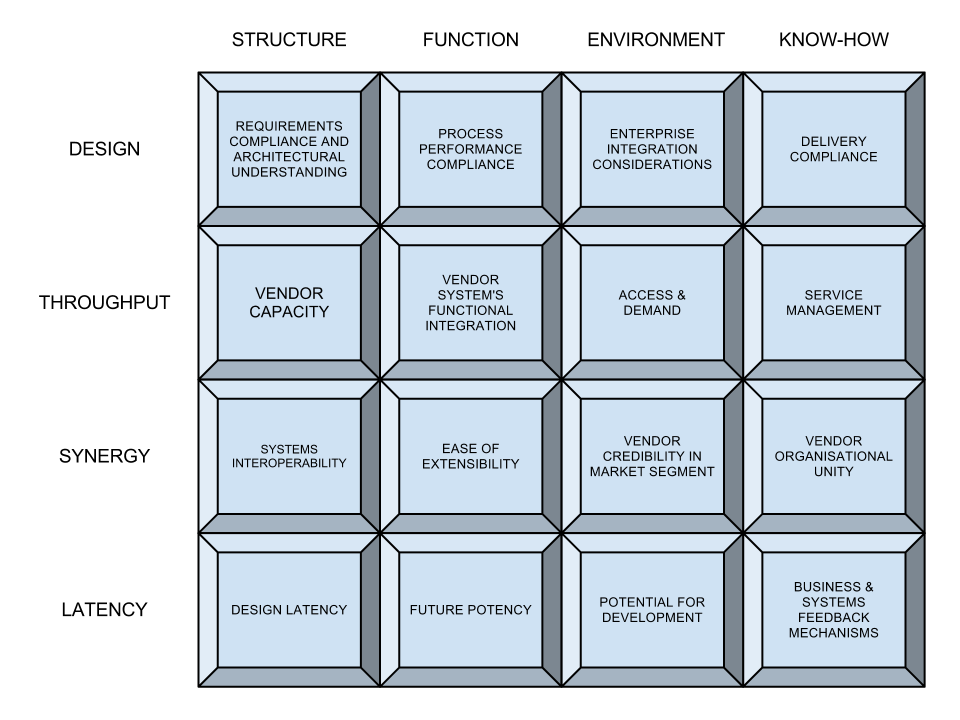 STRUCTURE
FUNCTION
ENVIRONMENT
KNOW-HOW
DESIGN
REQUIREMENTS
COMPLIANCE AND
ARCHITECTURAL
UNDERSTANDING
PROCESS
PERFORMANCE
COMPLIANCE
ENTERPRISE
INTEGRATION
CONSIDERATIONS
DELIVERY
COMPLIANCE
THROUGHPUT
VENDOR
CAPACITY
VENDOR
SYSTEM'S
FUNCTIONAL
INTEGRATION
ACCESS &
DEMAND
SERVICE
MANAGEMENT
SYNERGY
SYSTEMS
INTEROPERABILITY
EASE OF
EXTENSIBILITY
VENDOR
CREDIBILITY IN
MARKET SEGMENT
VENDOR
ORGANISATIONAL
UNITY
LATENCY
DESIGN LATENCY
FUTURE POTENCY
POTENTIAL FOR
DEVELOPMENT
BUSINESS &
SYSTEMS
FEEDBACK
MECHANISMS